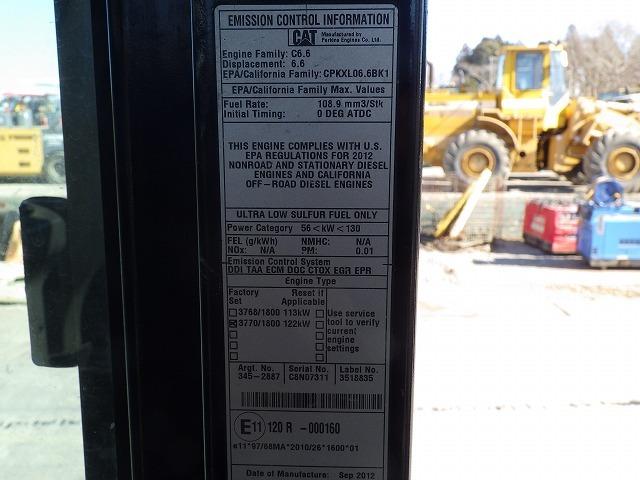 EMISSION CONTROL INFORMATION
CAT Manufactured by
Perkins Engines Co. Ltd.
Engine Family: C6.6
Displacement: 6.6
EPA/California Family: CPKXL06.6BK1
EPA/California Family Max. Values
Fuel Rate: 108.9 mm3/Stk
Initial Timing: 0 DEG ATDC
THIS ENGINE COMPLIES WITH U.S.
EPA REGULATIONS FOR 2012
NONROAD AND STATIONARY DIESEL
ENGINES AND CALIFORNIA
OFF-ROAD DIESEL ENGINES
ULTRA LOW SULFUR FUEL ONLY
Power Category 56<kW<130
FEL (g/kWh) NMHC: N/A
NOx: N/A PM: 0.01
Emission Control System
DDI TAA ECM DOC CTOX EGR EPR
Engine Type
Factory Reset if
Set Applicable
3768/1800 113kW Use service
3770/1800 122kW tool to verify
current
engine
settings
Argt. No. Serial No. Label No.
345-2887 C8N07311 3518835
E11 120 R -000160
e11*97/68MA*2010/26*1600*01
Date of Manufacture: Sep 2012